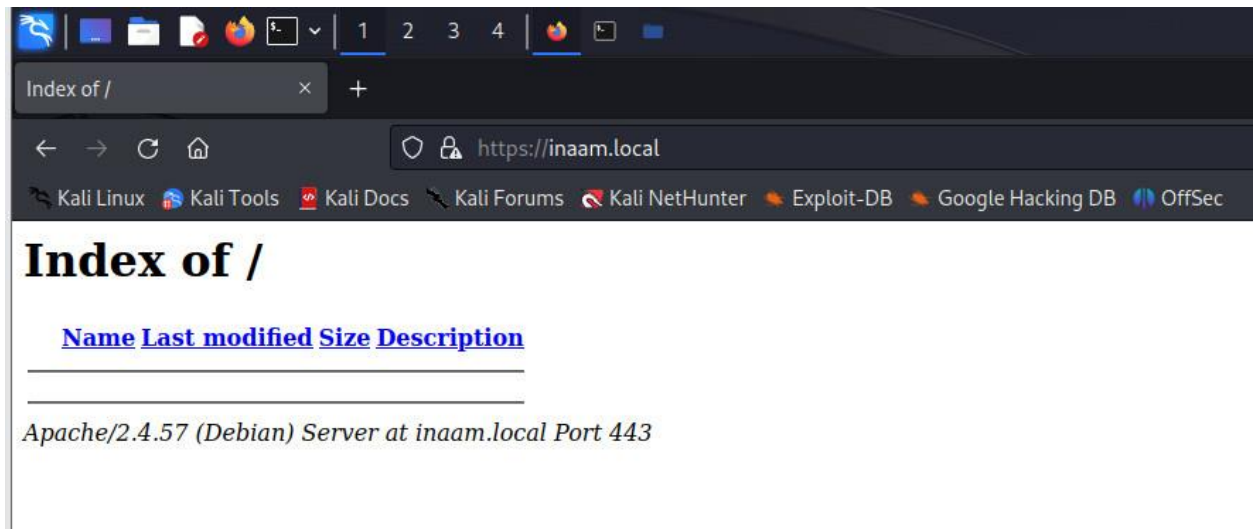 1 2 3 4
Index of /
https://inaam.local
Kali Linux Kali Tools Kali Docs Kali Forums Kali NetHunter Exploit-DB Google Hacking DB OffSec
Index of /
Name Last modified Size Description
Apache/2.4.57 (Debian) Server at inaam.local Port 443